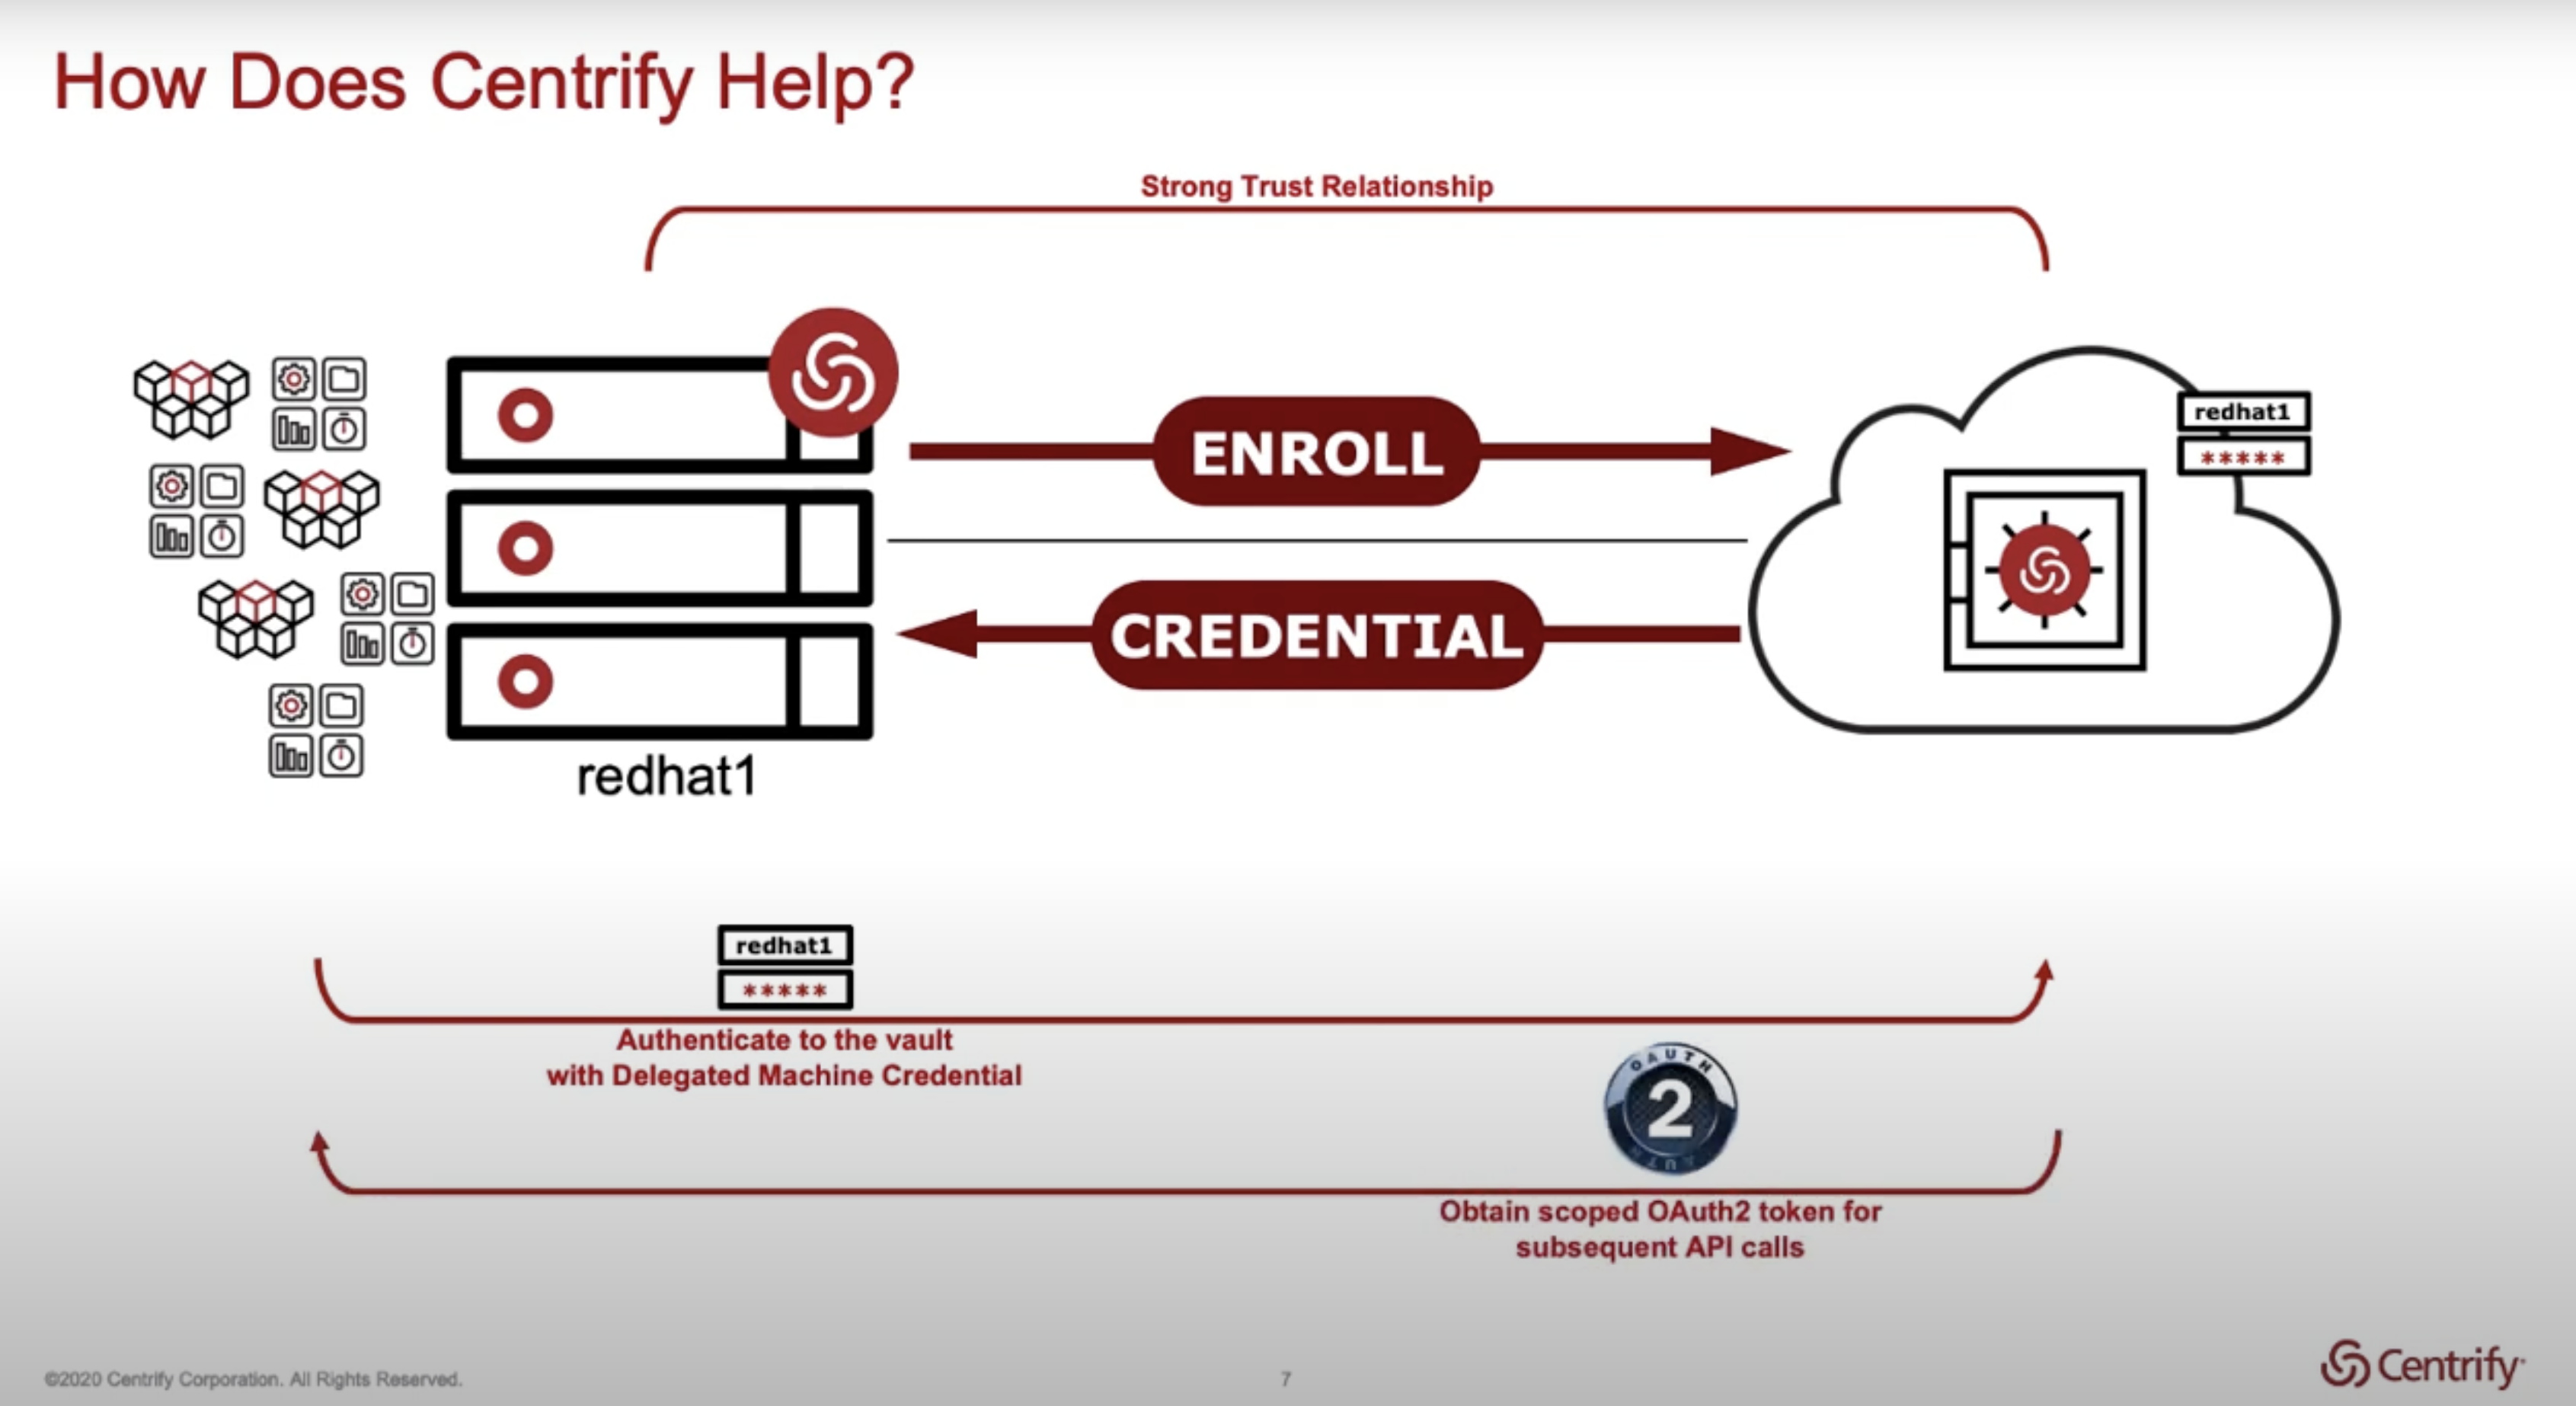 How Does Centrify Help?
Strong Trust Relationship
ENROLL
redhat1
*****
CREDENTIAL
redhat1
redhat1
*****
Authenticate to the vault
with Delegated Machine Credential
OAUTH
2
Obtain scoped OAuth2 token for
subsequent API calls
©2020 Centrify Corporation. All Rights Reserved.
7
Centrify